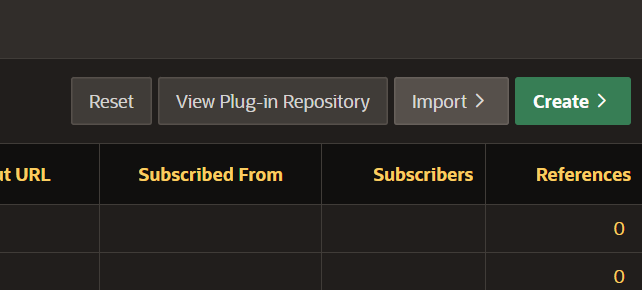 Reset View Plug-in Repository Import Create
ut URL Subscribed From Subscribers References
0
0